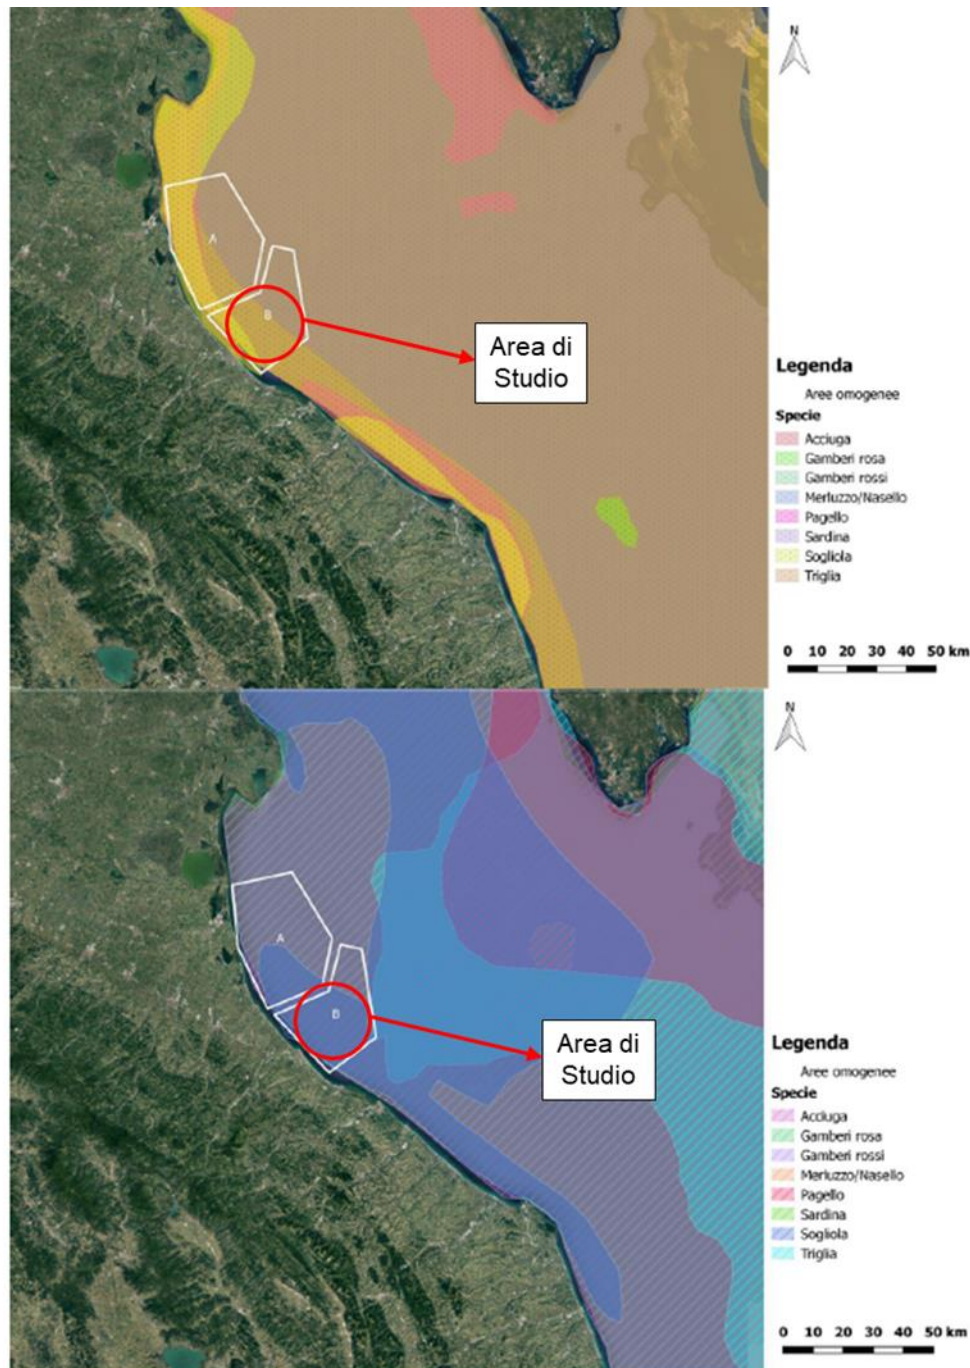 N
A
B
Area di
Studio
Legenda
Aree omogenee
Specie
Acciuga
Gamberi rosa
Gamberi rossi
Merluzzo/Nasello
Pagello
Sardina
Sogliola
Triglia
0 10 20 30 40 50 km
N
A
B
Area di
Studio
Legenda
Aree omogenee
Specie
Acciuga
Gamberi rosa
Gamberi rossi
Merluzzo/Nasello
Pagello
Sardina
Sogliola
Triglia
0 10 20 30 40 50 km